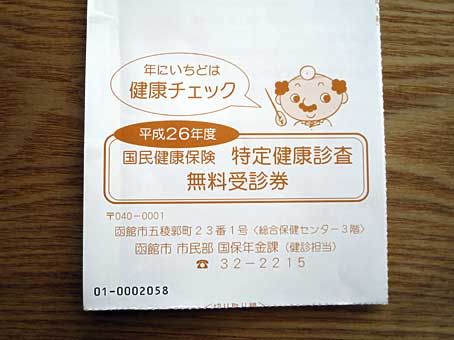 年にいちどは
健康チェック
平成26年度
国民健康保険 特定健康診査
無料受診券
〒040-0001
函館市五稜郭町23番1号〈総合保健センター3階〉
函館市 市民部 国保年金課（健診担当）
☎ 32-2215
01-0002058